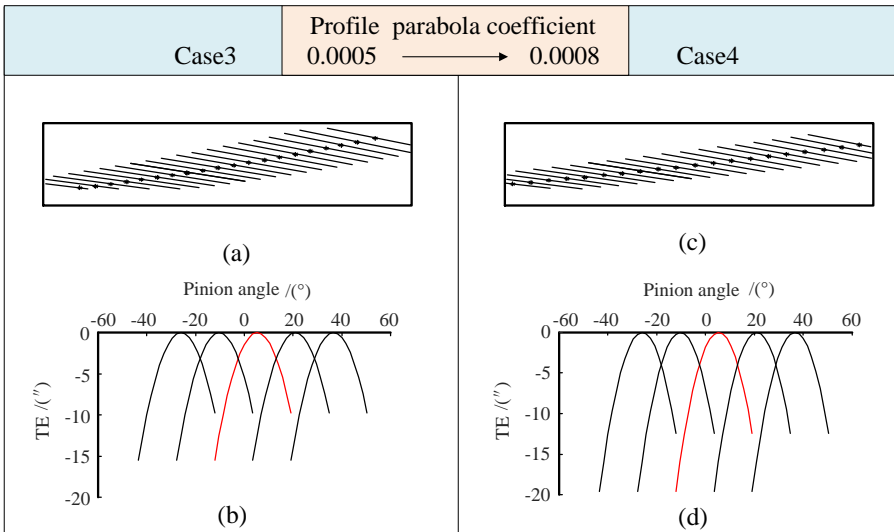 Profile parabola coefficient
Case3 0.0005 0.0008 Case4
(a)
(c)
Pinion angle /(°)
-60 -40 -20 0 20 40 60
0
-5
-10
-15
-20
TE /(″)
(b)
Pinion angle /(°)
-60 -40 -20 0 20 40 60
0
-5
-10
-15
-20
TE /(″)
(d)